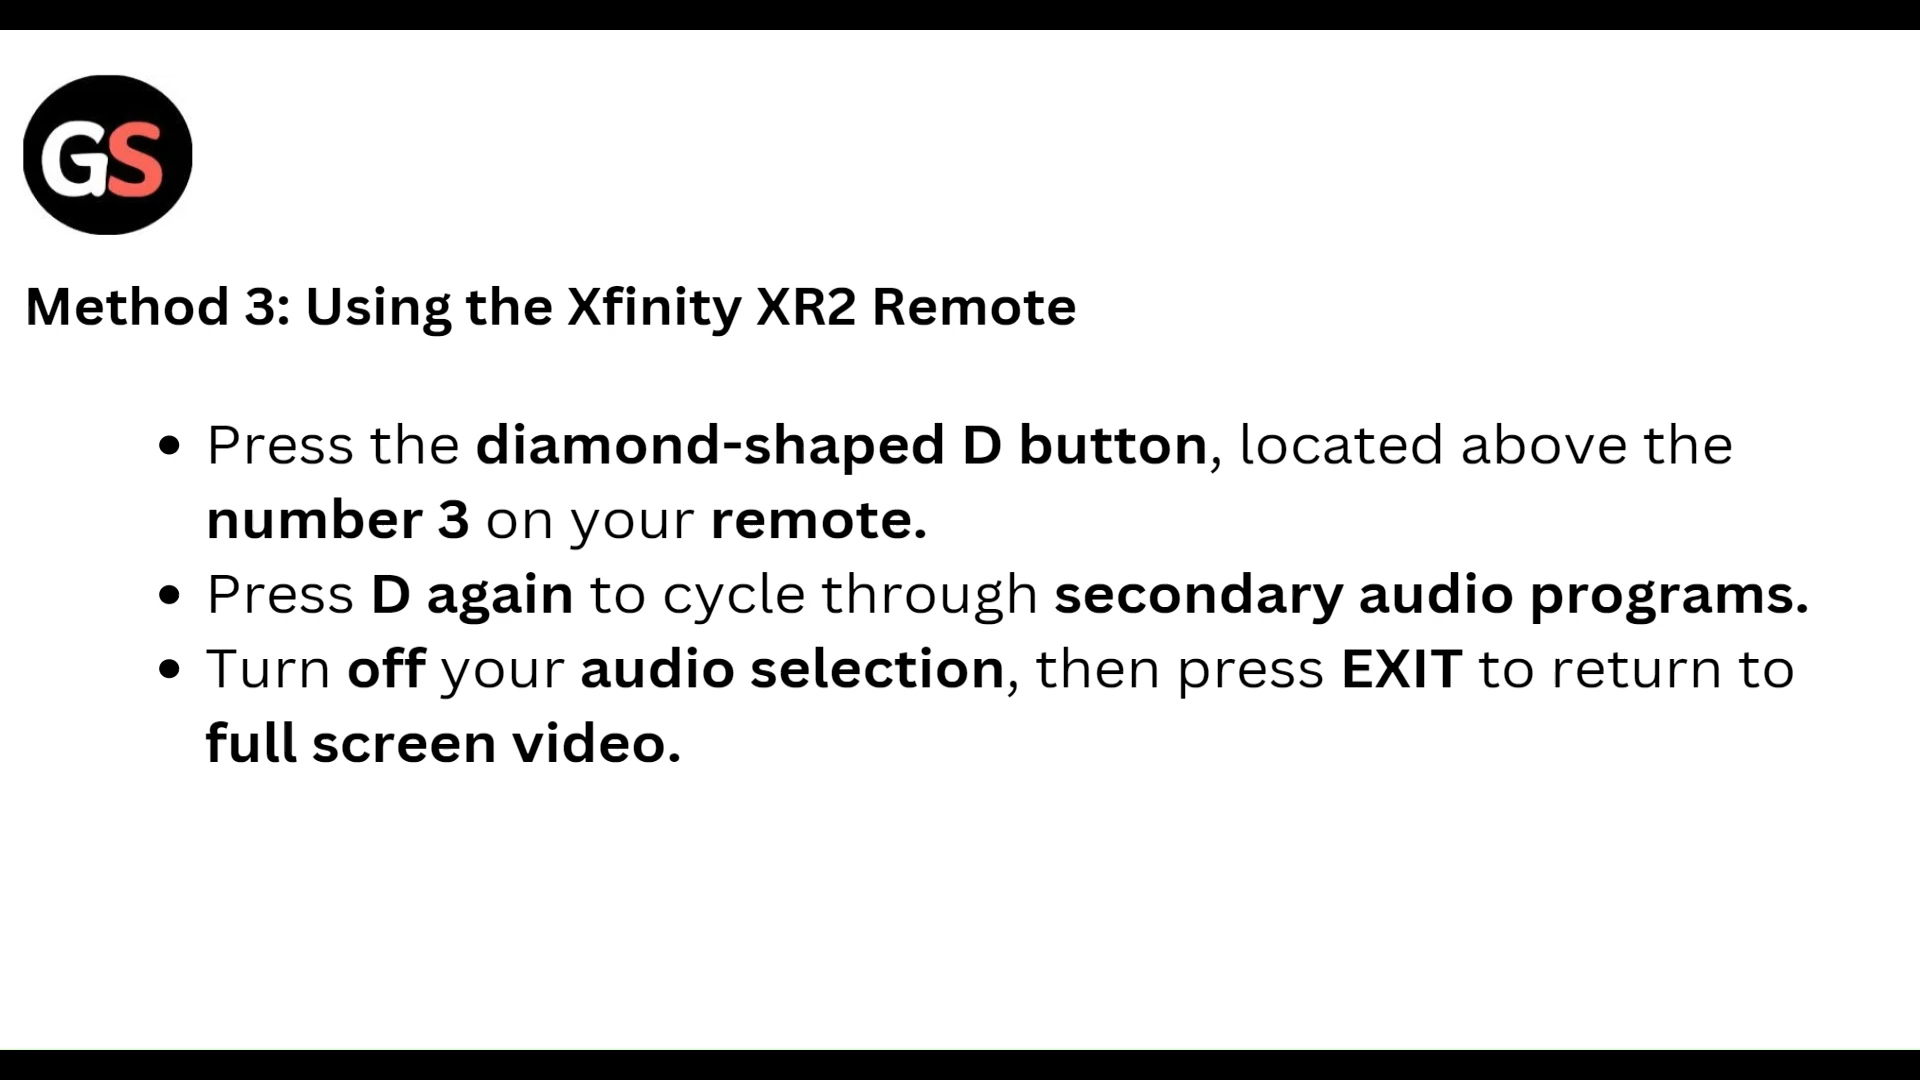 GS
Method 3: Using the Xfinity XR2 Remote
• Press the diamond-shaped D button, located above the
number 3 on your remote.
• Press D again to cycle through secondary audio programs.
• Turn off your audio selection, then press EXIT to return to
full screen video.